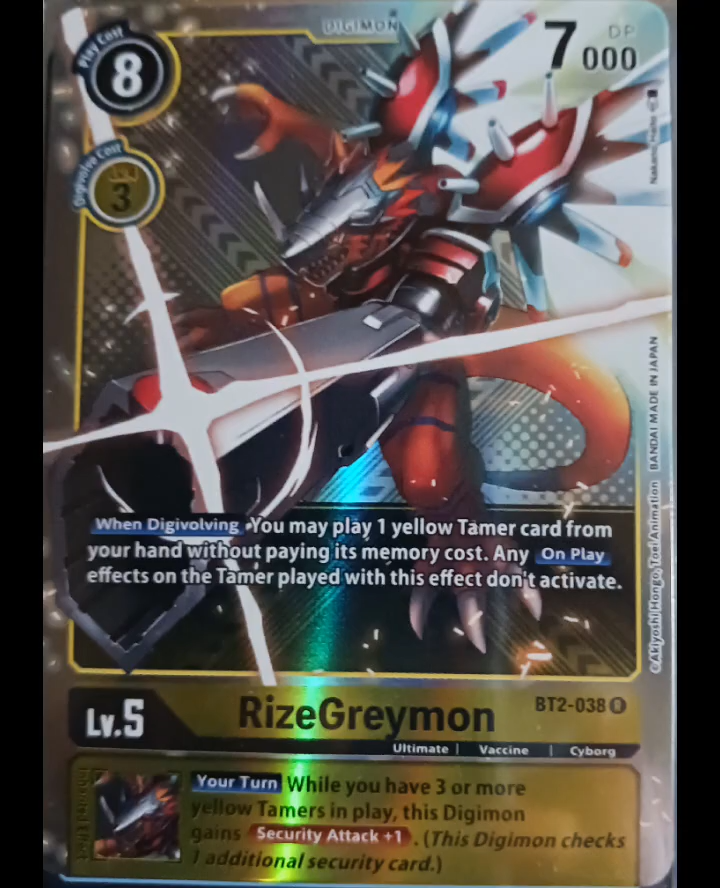 DIGIMON
Play Cost
8
DP
7000
Digivolve Cost
Lv.4
3
When Digivolving You may play 1 yellow Tamer card from
your hand without paying its memory cost. Any On Play
effects on the Tamer played with this effect don't activate.
©Akiyoshi Hongo, Toei Animation BANDAI MADE IN JAPAN
Lv.5
RizeGreymon
BT2-038 R
Ultimate | Vaccine | Cyborg
Inherited Effect
Your Turn While you have 3 or more
yellow Tamers in play, this Digimon
gains Security Attack +1. (This Digimon checks
1 additional security card.)